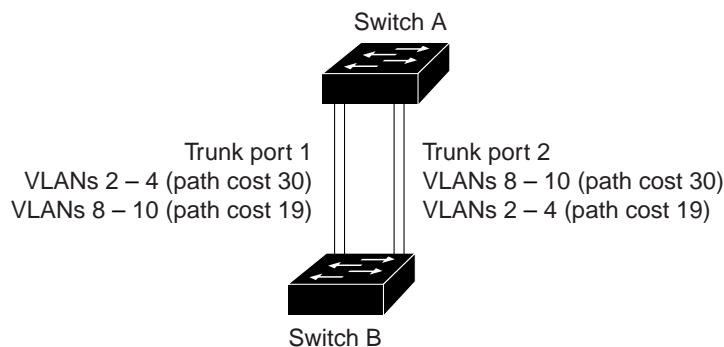 Switch A
Trunk port 1
VLANs 2 – 4 (path cost 30)
VLANs 8 – 10 (path cost 19)
Trunk port 2
VLANs 8 – 10 (path cost 30)
VLANs 2 – 4 (path cost 19)
Switch B